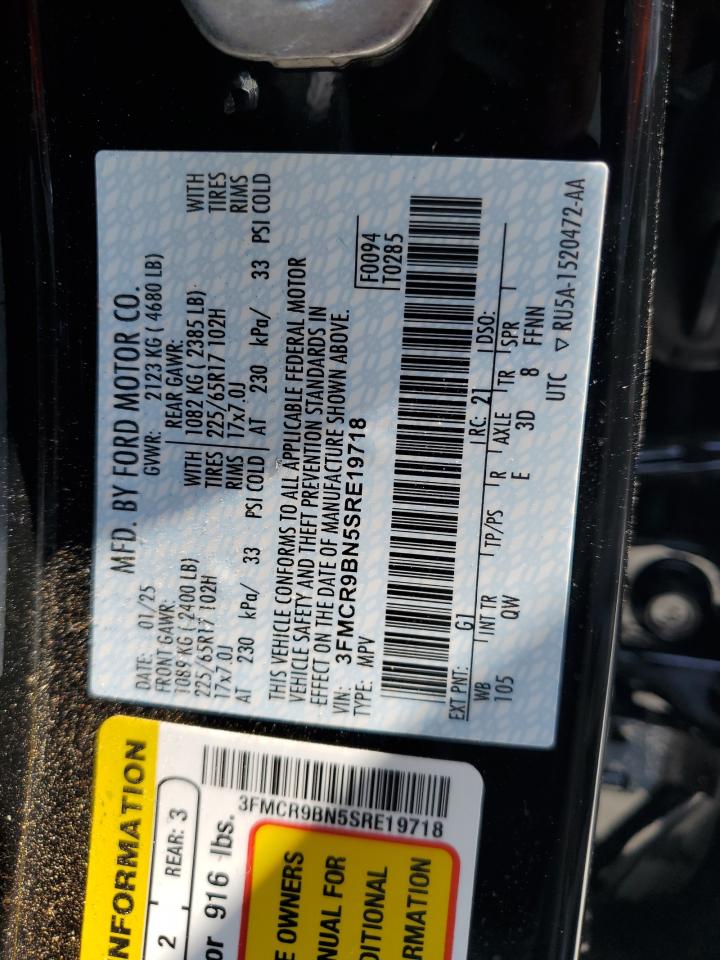 MFD. BY FORD MOTOR CO.
DATE: 01/25 GVWR: 2123 KG ( 4680 LB)
FRONT GAWR: REAR GAWR:
1089 KG ( 2400 LB) WITH 1082 KG ( 2385 LB) WITH
225/65R17 102H TIRES 225/65R17 102H TIRES
17x7.0J RIMS 17x7.0J RIMS
AT 230 kPa/ 33 PSI COLD AT 230 kPa/ 33 PSI COLD
THIS VEHICLE CONFORMS TO ALL APPLICABLE FEDERAL MOTOR
VEHICLE SAFETY AND THEFT PREVENTION STANDARDS IN
EFFECT ON THE DATE OF MANUFACTURE SHOWN ABOVE.
VIN: 3FMCR9BN5SRE19718
TYPE: MPV
F0094
T0285
EXT PNT: G1 RC: 21 DSO:
WB INT TR TP/PS R AXLE TR SPR
105 QW E 3D 8 FFNN
UTC ▽ RU5A-1520472-AA
INFORMATION
2 REAR: 3
or 916 lbs.
3FMCR9BN5SRE19718
E OWNERS
NUAL FOR
DITIONAL
RMATION